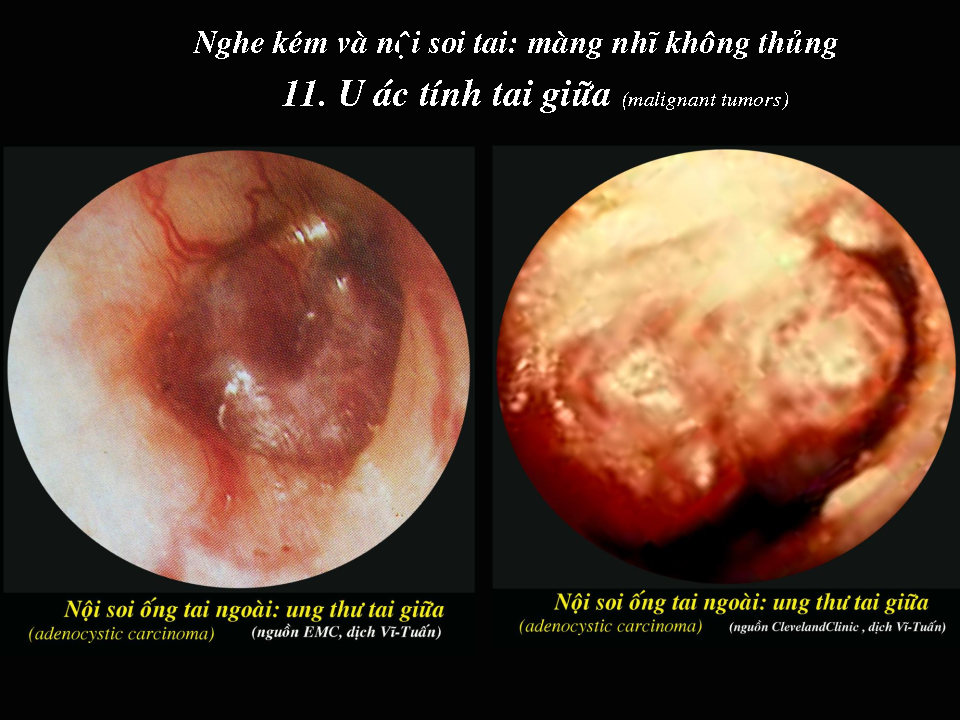 Nghe kém và nội soi tai: màng nhĩ không thủng
11. U ác tính tai giữa (malignant tumors)
Nội soi ống tai ngoài: ung thư tai giữa
(adenocystic carcinoma) (nguồn EMC, dịch Vĩ-Tuấn)
Nội soi ống tai ngoài: ung thư tai giữa
(adenocystic carcinoma) (nguồn ClevelandClinic , dịch Vĩ-Tuấn)